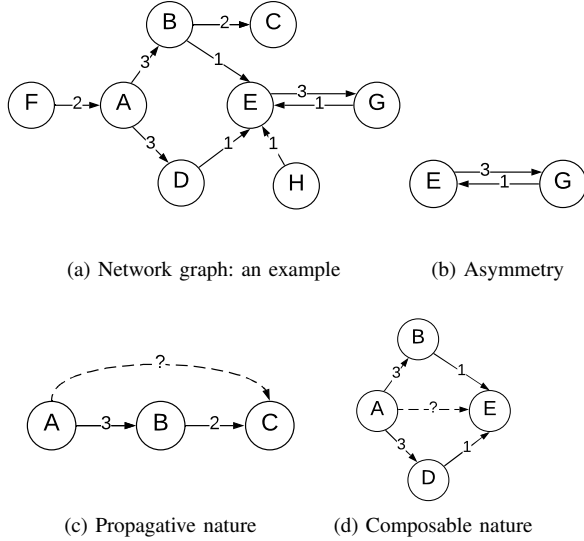 B
2
C
3
1
F
2
A
E
3
1
G
3
1
1
D
H
E
3
1
G
(a) Network graph: an example
(b) Asymmetry
?
A
3
B
2
C
B
3
1
A
?
E
3
1
D
(c) Propagative nature
(d) Composable nature